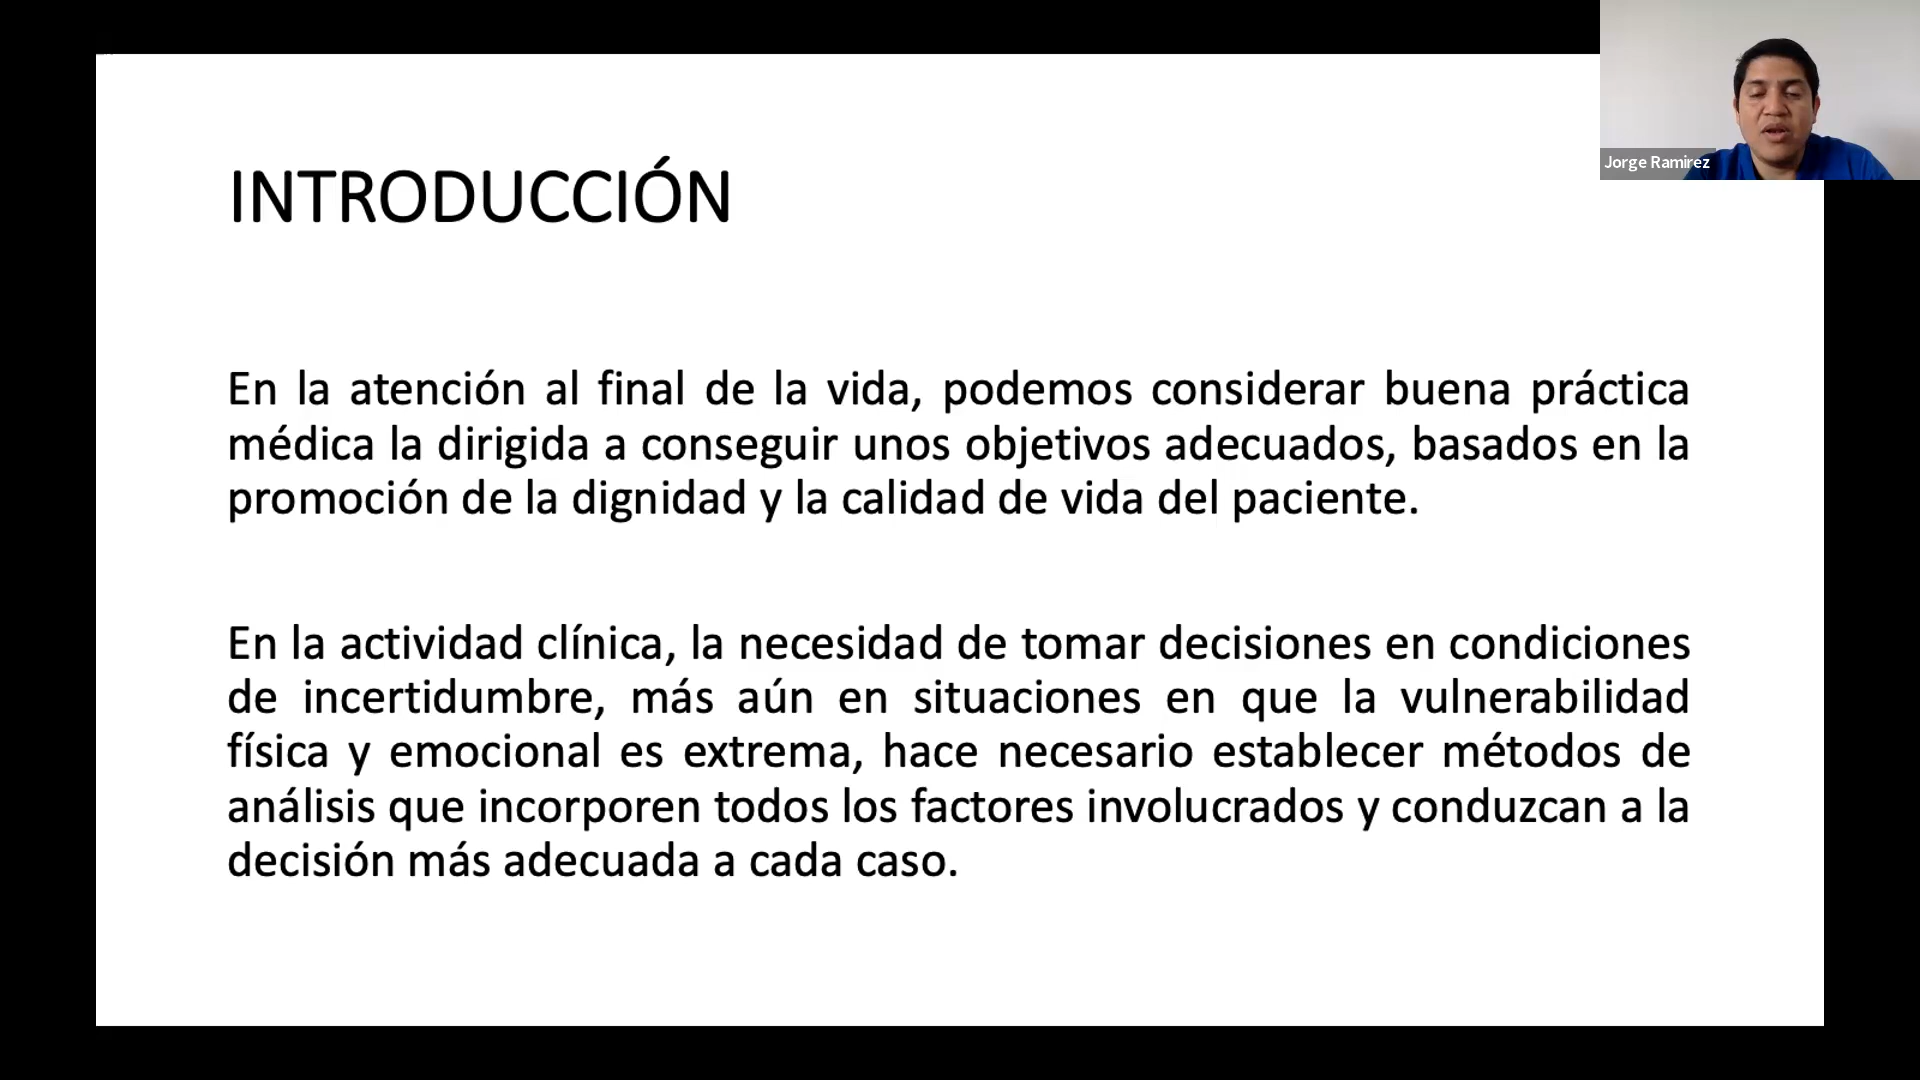 INTRODUCCIÓN
En la atención al final de la vida, podemos considerar buena práctica
médica la dirigida a conseguir unos objetivos adecuados, basados en la
promoción de la dignidad y la calidad de vida del paciente.
En la actividad clínica, la necesidad de tomar decisiones en condiciones
de incertidumbre, más aún en situaciones en que la vulnerabilidad
física y emocional es extrema, hace necesario establecer métodos de
análisis que incorporen todos los factores involucrados y conduzcan a la
decisión más adecuada a cada caso.
Jorge Ramirez